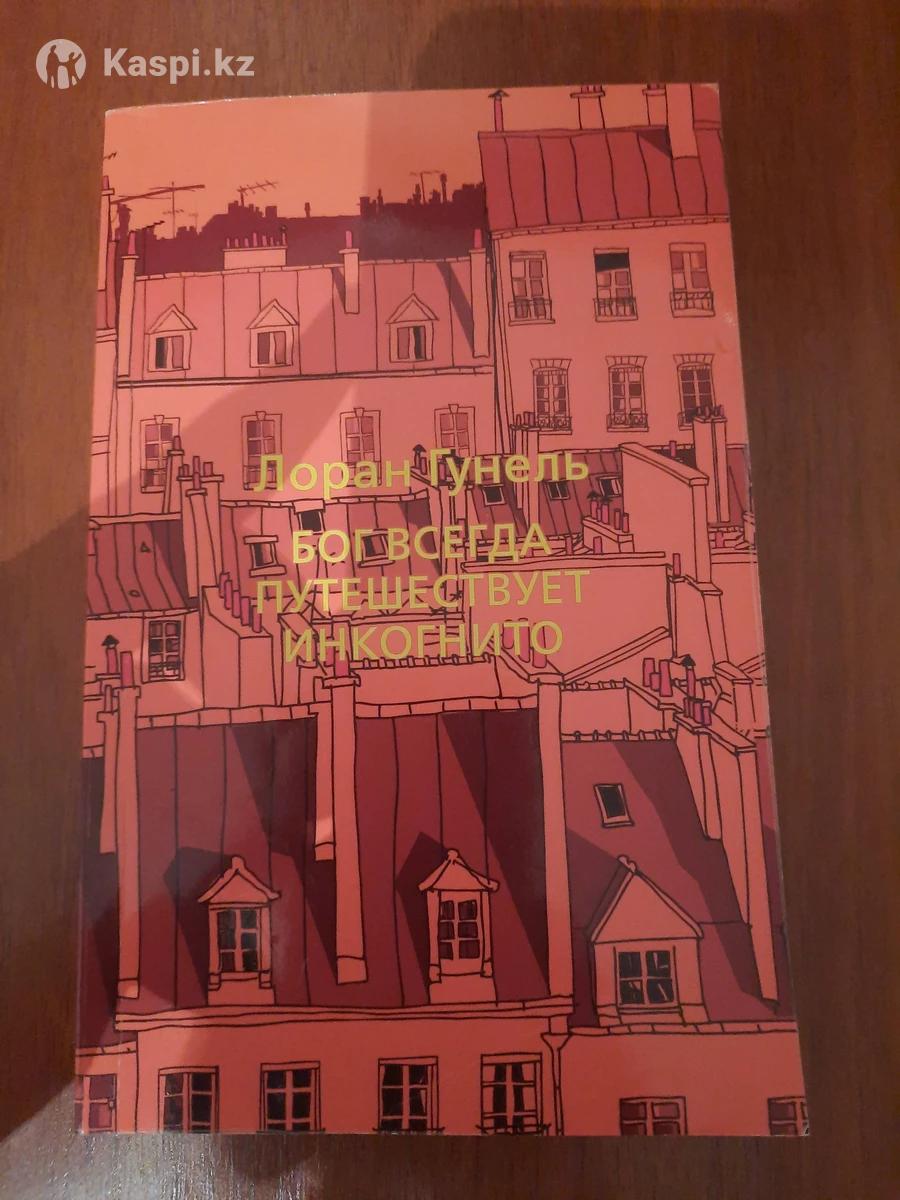 Kaspi.kz
Лоран Гунель
БОГ ВСЕГДА
ПУТЕШЕСТВУЕТ
ИНКОГНИТО